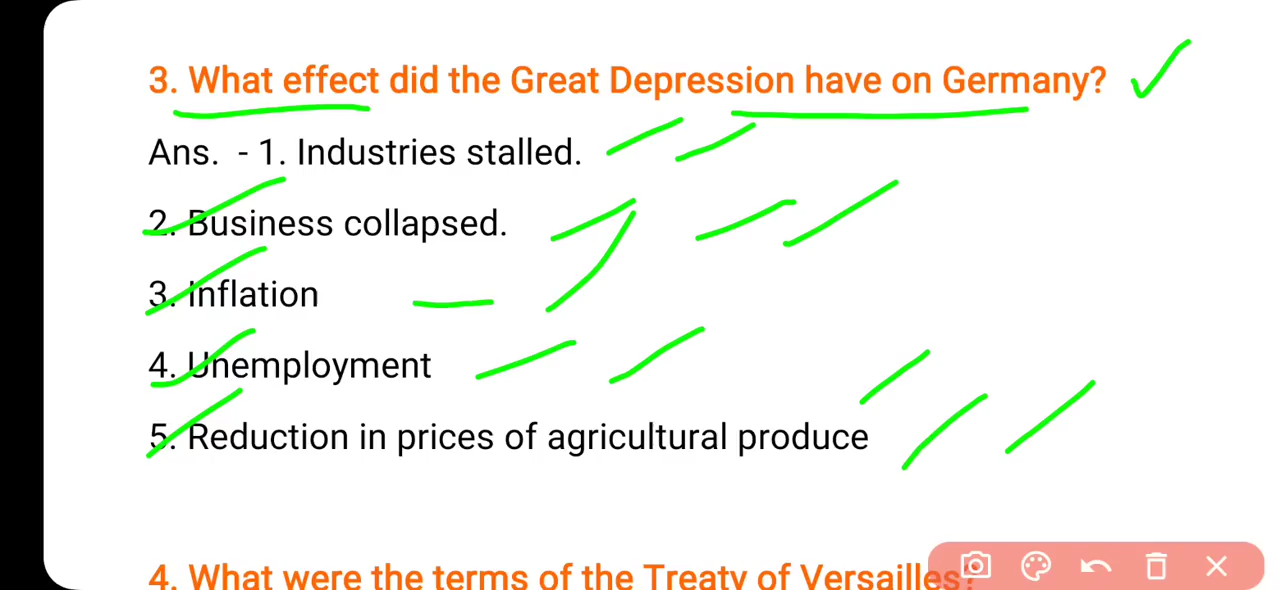 3. What effect did the Great Depression have on Germany?
Ans. - 1. Industries stalled.
2. Business collapsed.
3. Inflation
4. Unemployment
5. Reduction in prices of agricultural produce
4. What were the terms of the Treaty of Versailles?